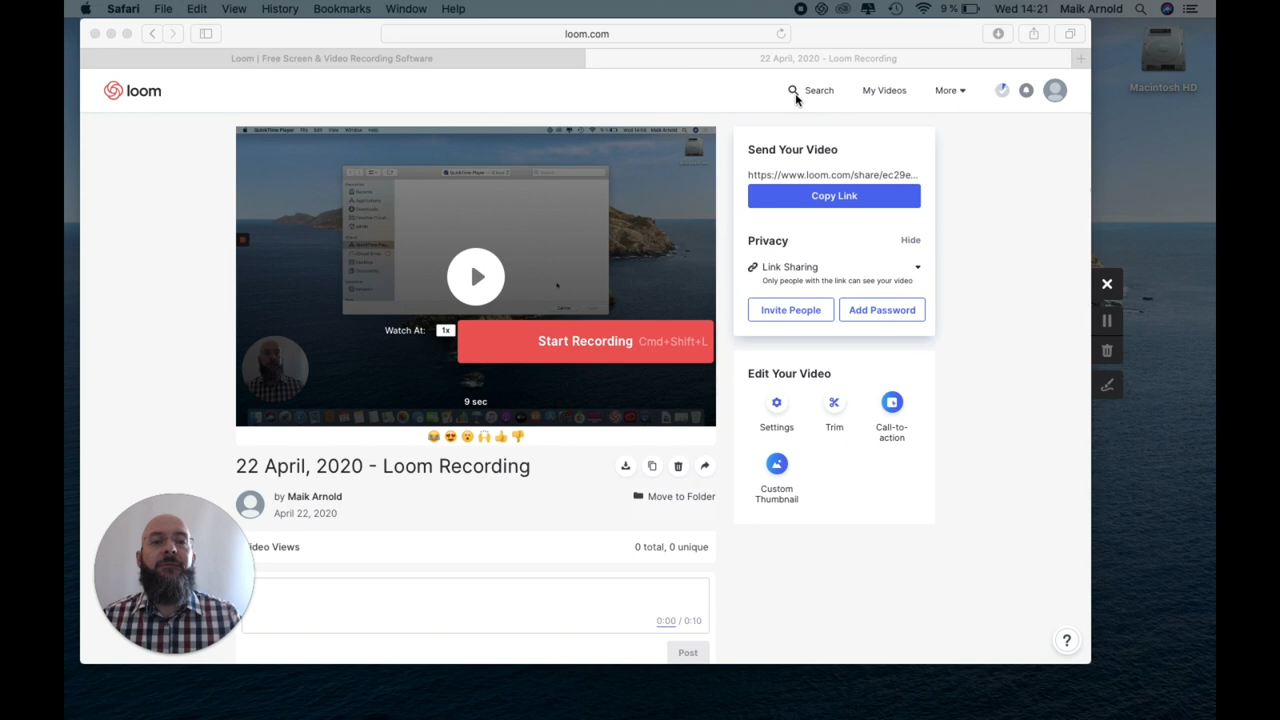 Safari File Edit View History Bookmarks Window Help
9 % Wed 14:21 Maik Arnold
loom.com
Loom | Free Screen & Video Recording Software
22 April, 2020 - Loom Recording
Macintosh HD
loom
Search My Videos More
QuickTime Player
Send Your Video
https://www.loom.com/share/ec29e...
Copy Link
Privacy Hide
Link Sharing
Only people with the link can see your video
Invite People Add Password
Watch At: 1x
Start Recording Cmd+Shift+L
9 sec
Edit Your Video
Settings
Trim
Call-to-
action
Custom
Thumbnail
22 April, 2020 - Loom Recording
by Maik Arnold
April 22, 2020
Move to Folder
ideo Views 0 total, 0 unique
0:00 / 0:10
Post
?